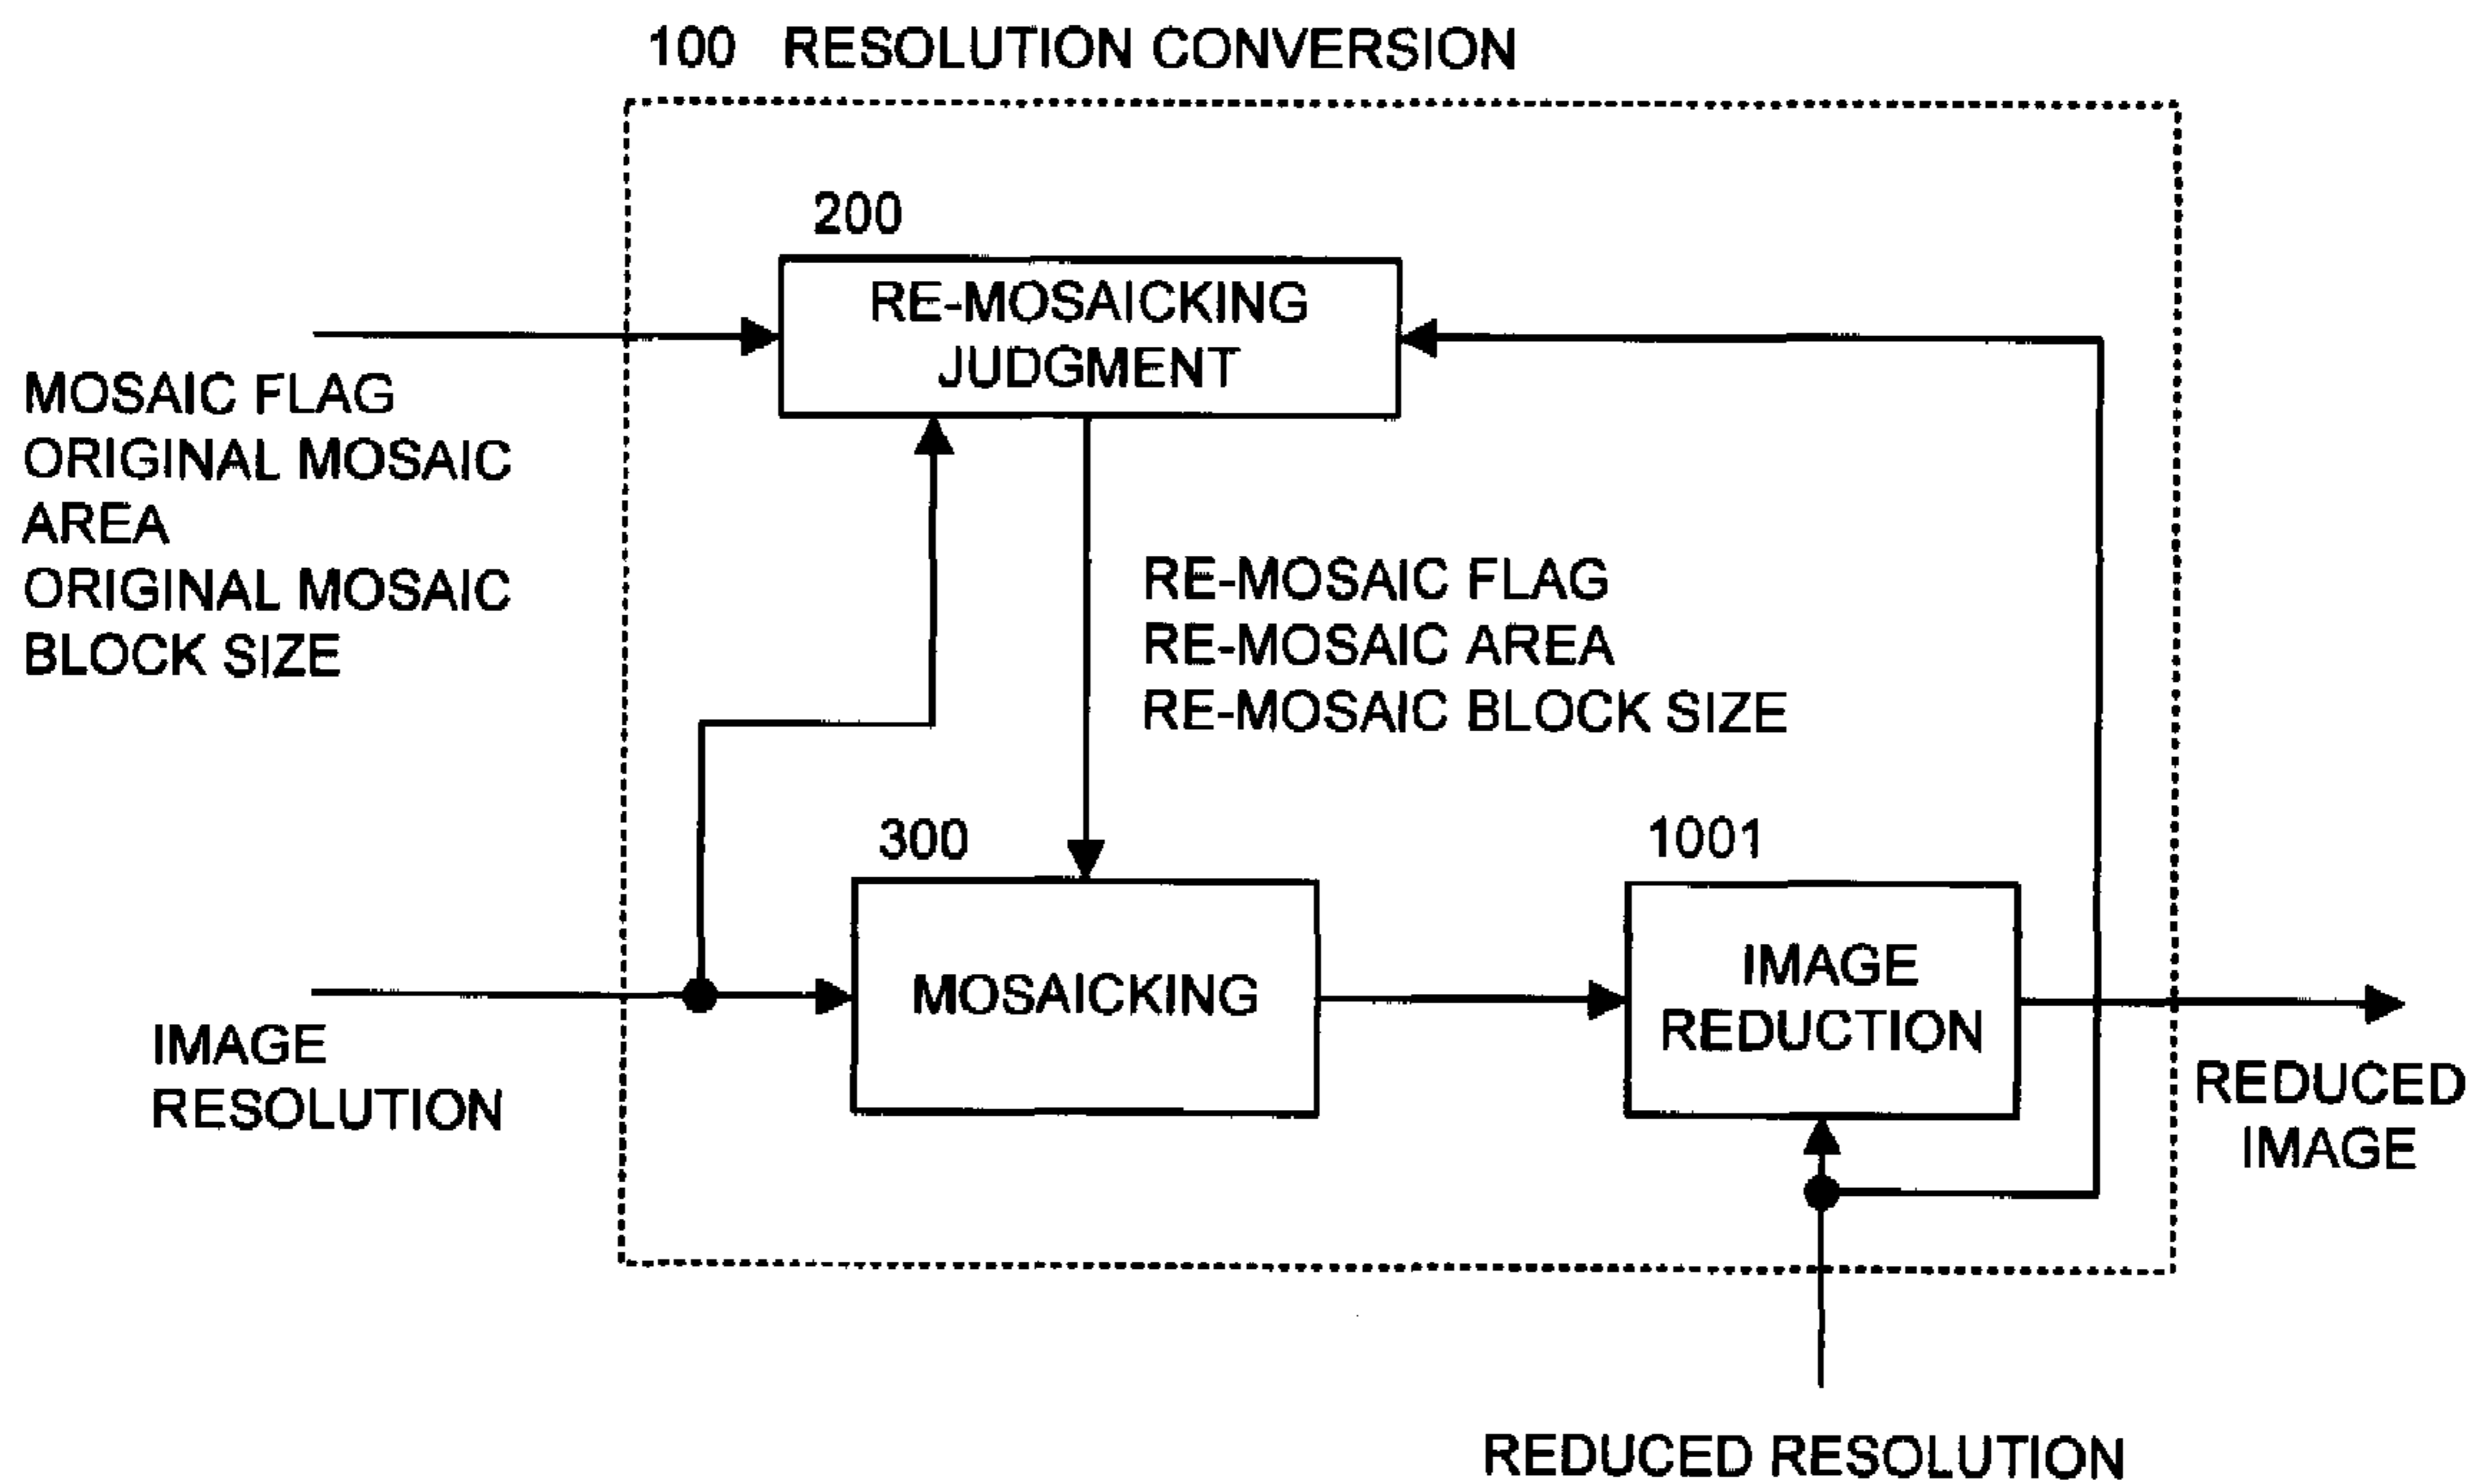 100 RESOLUTION CONVERSION
200
RE-MOSAICKING
JUDGMENT
MOSAIC FLAG
ORIGINAL MOSAIC
AREA
ORIGINAL MOSAIC
BLOCK SIZE
RE-MOSAIC FLAG
RE-MOSAIC AREA
RE-MOSAIC BLOCK SIZE
300
MOSAICKING
1001
IMAGE
REDUCTION
IMAGE
RESOLUTION
REDUCED
IMAGE
REDUCED RESOLUTION